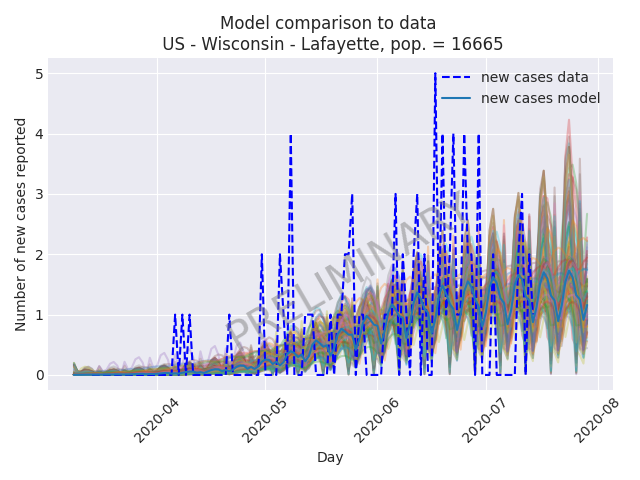 Model comparison to data
US - Wisconsin - Lafayette, pop. = 16665
5
4
3
2
1
0
Number of new cases reported
new cases data
new cases model
PRELIMINARY
2020-04
2020-05
2020-06
2020-07
2020-08
Day